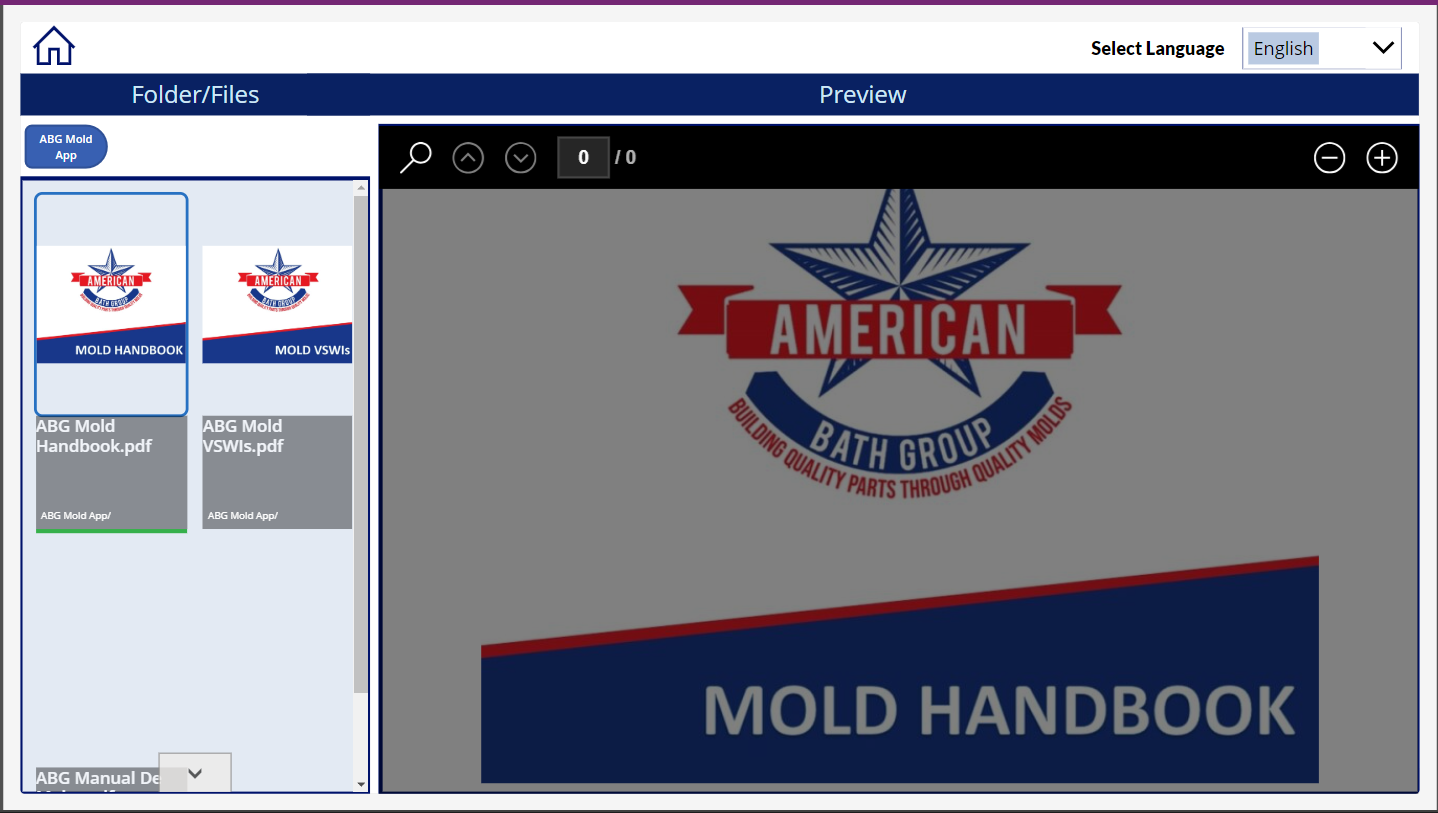 Select Language
English
Folder/Files
Preview
ABG Mold
App
0 / 0
AMERICAN
BATH GROUP
BUILDING QUALITY PARTS THROUGH QUALITY MOLDS
MOLD HANDBOOK
AMERICAN
BATH GROUP
BUILDING QUALITY PARTS THROUGH QUALITY MOLDS
MOLD VSWIs
ABG Mold
Handbook.pdf
ABG Mold App/
ABG Mold
VSWIs.pdf
ABG Mold App/
ABG Manual De
AMERICAN
BATH GROUP
BUILDING QUALITY PARTS THROUGH QUALITY MOLDS
MOLD HANDBOOK